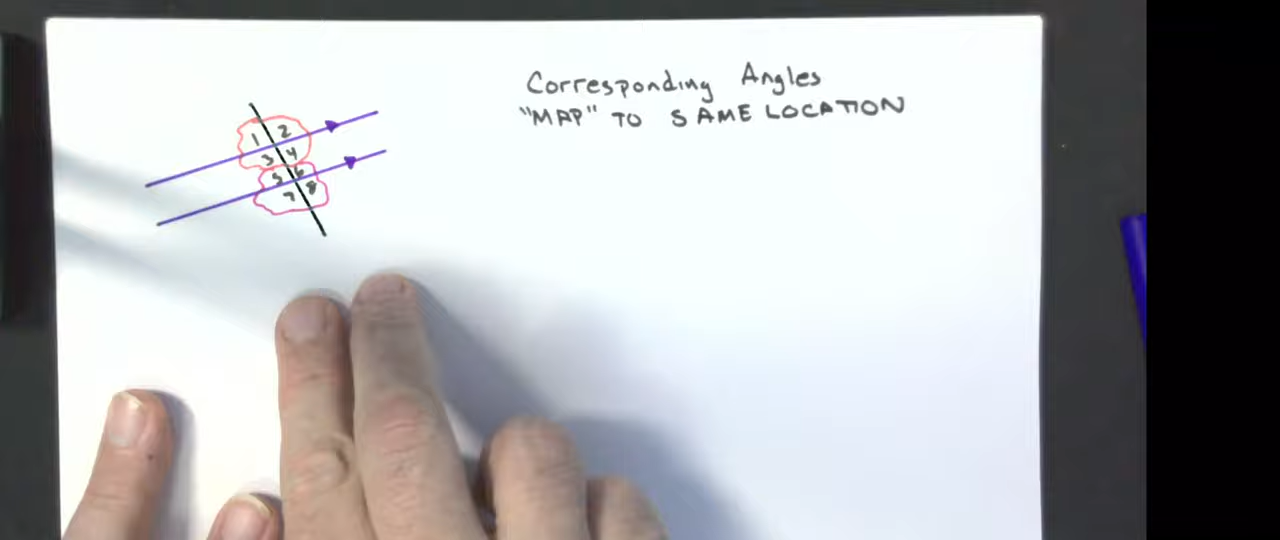 Corresponding Angles
"MAP" TO SAME LOCATION
1 2
3 4
5 6
7 8